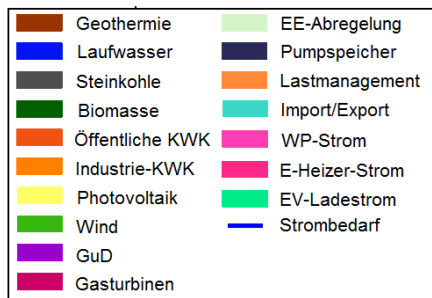 Geothermie
Laufwasser
Steinkohle
Biomasse
Öffentliche KWK
Industrie-KWK
Photovoltaik
Wind
GuD
Gasturbinen
EE-Abregelung
Pumpspeicher
Lastmanagement
Import/Export
WP-Strom
E-Heizer-Strom
EV-Ladestrom
Strombedarf